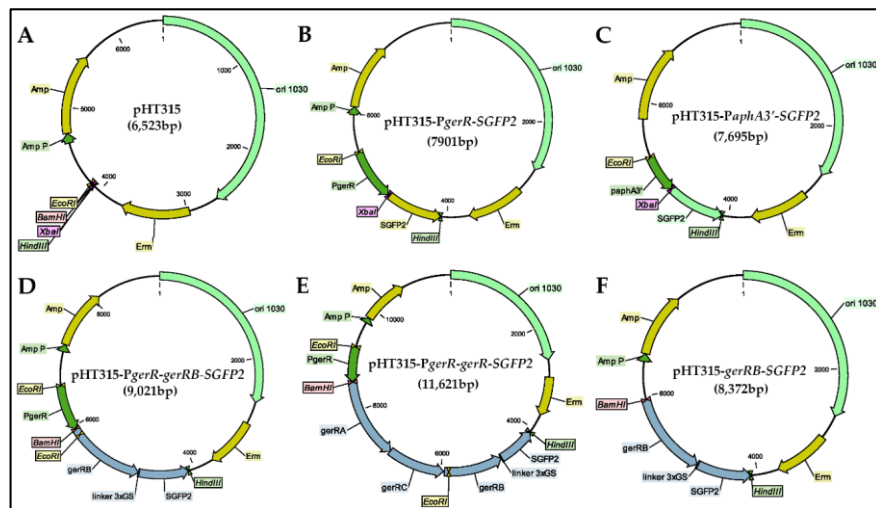 A
1
6000
1000
ori 1030
Amp
5000
pHT315
(6,523bp)
2000
Amp P
4000
3000
EcoRI
BamHI
XbaI
HindIII
Erm
B
1
Amp
ori 1030
Amp P
6000
pHT315-PgerR-SGFP2
(7901bp)
2000
EcoRI
PgerR
XbaI
4000
SGFP2
HindIII
Erm
C
1
Amp
ori 1030
6000
pHT315-PaphA3'-SGFP2
(7,695bp)
2000
EcoRI
paphA3'
XbaI
4000
SGFP2
HindIII
Erm
D
1
Amp
8000
ori 1030
Amp P
pHT315-PgerR-gerRB-SGFP2
(9,021bp)
2000
EcoRI
PgerR
6000
BamHI
EcoRI
4000
Erm
gerRB
HindIII
linker 3xGS
SGFP2
E
1
Amp
ori 1030
Amp P
10000
2000
EcoRI
PgerR
pHT315-PgerR-gerR-SGFP2
(11,621bp)
BamHI
8000
Erm
4000
gerRA
HindIII
6000
SGFP2
linker 3xGS
gerRC
gerRB
EcoRI
F
1
Amp
ori 1030
Amp P
pHT315-gerRB-SGFP2
(8,372bp)
2000
BamHI
6000
gerRB
4000
Erm
linker 3xGS
SGFP2
HindIII